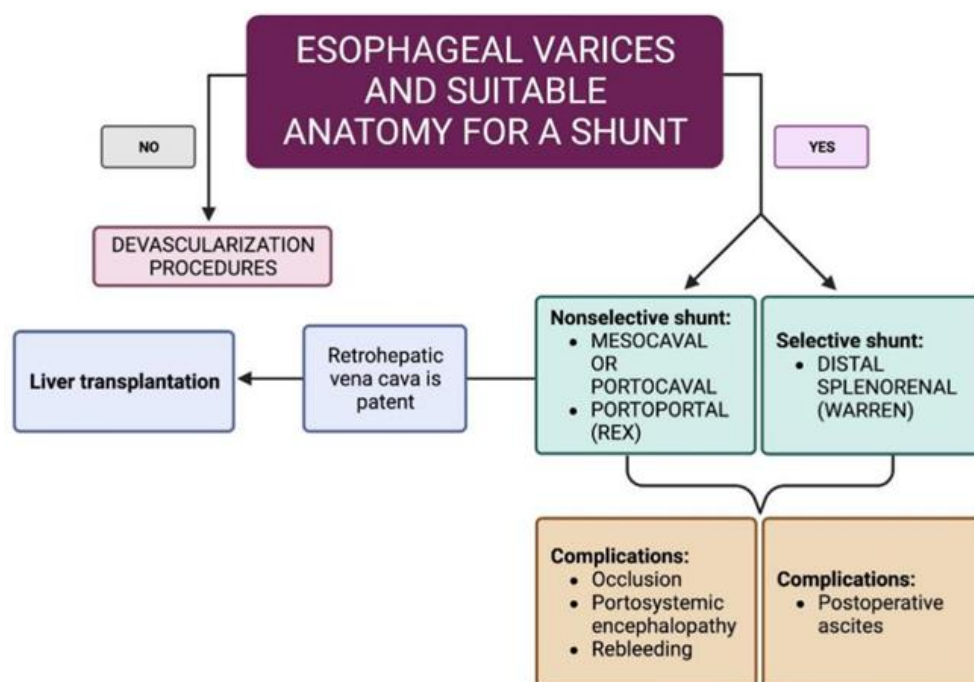 ESOPHAGEAL VARICES
AND SUITABLE
ANATOMY FOR A SHUNT
NO
YES
DEVASCULARIZATION
PROCEDURES
Nonselective shunt:
• MESOCAVAL
OR
PORTOCAVAL
• PORTOPORTAL
(REX)
Selective shunt:
• DISTAL
SPLENORENAL
(WARREN)
Retrohepatic
vena cava is
patent
Liver transplantation
Complications:
• Occlusion
• Portosystemic
encephalopathy
• Rebleeding
Complications:
• Postoperative
ascites